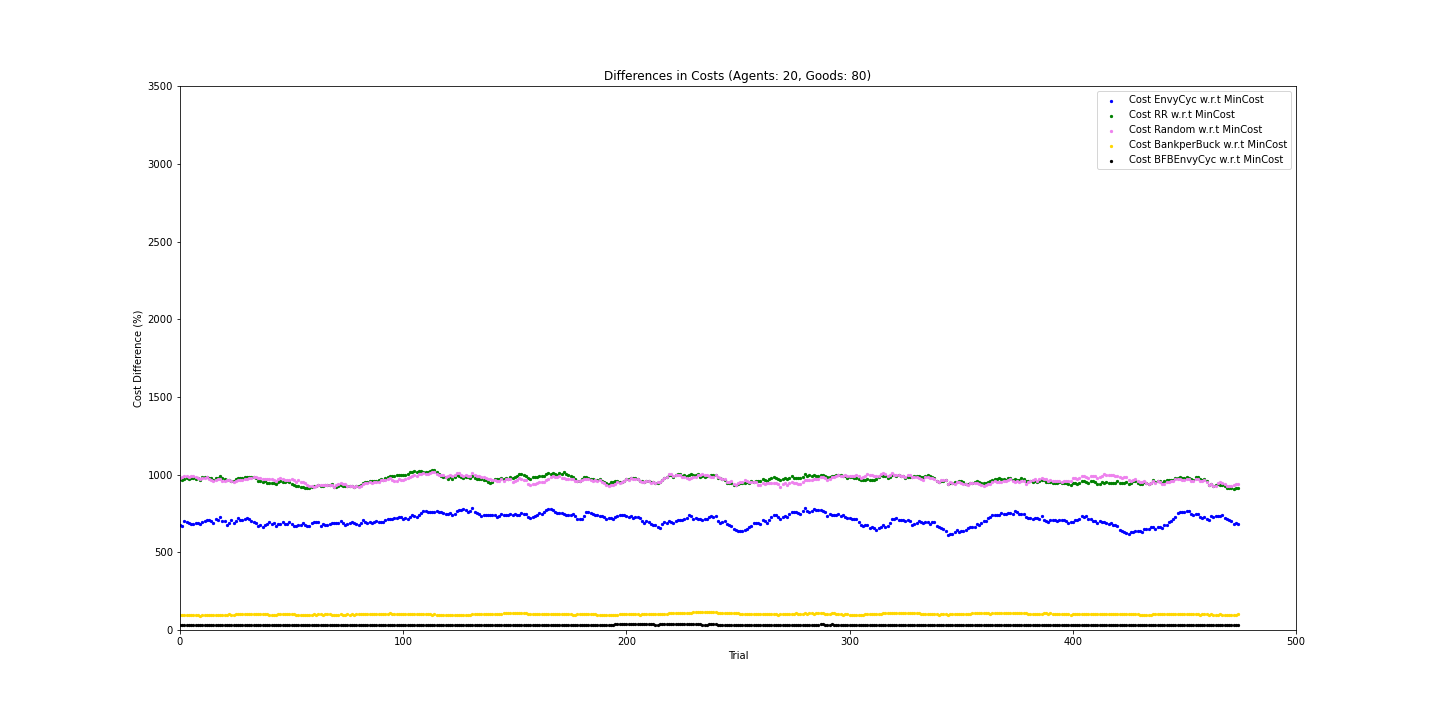 Differences in Costs (Agents: 20, Goods: 80)
3500
3000
2500
2000
1500
1000
500
0
Cost Difference (%)
Cost EnvyCyc w.r.t MinCost
Cost RR w.r.t MinCost
Cost Random w.r.t MinCost
Cost BankperBuck w.r.t MinCost
Cost BFBEnvyCyc w.r.t MinCost
0
100
200
300
400
500
Trial